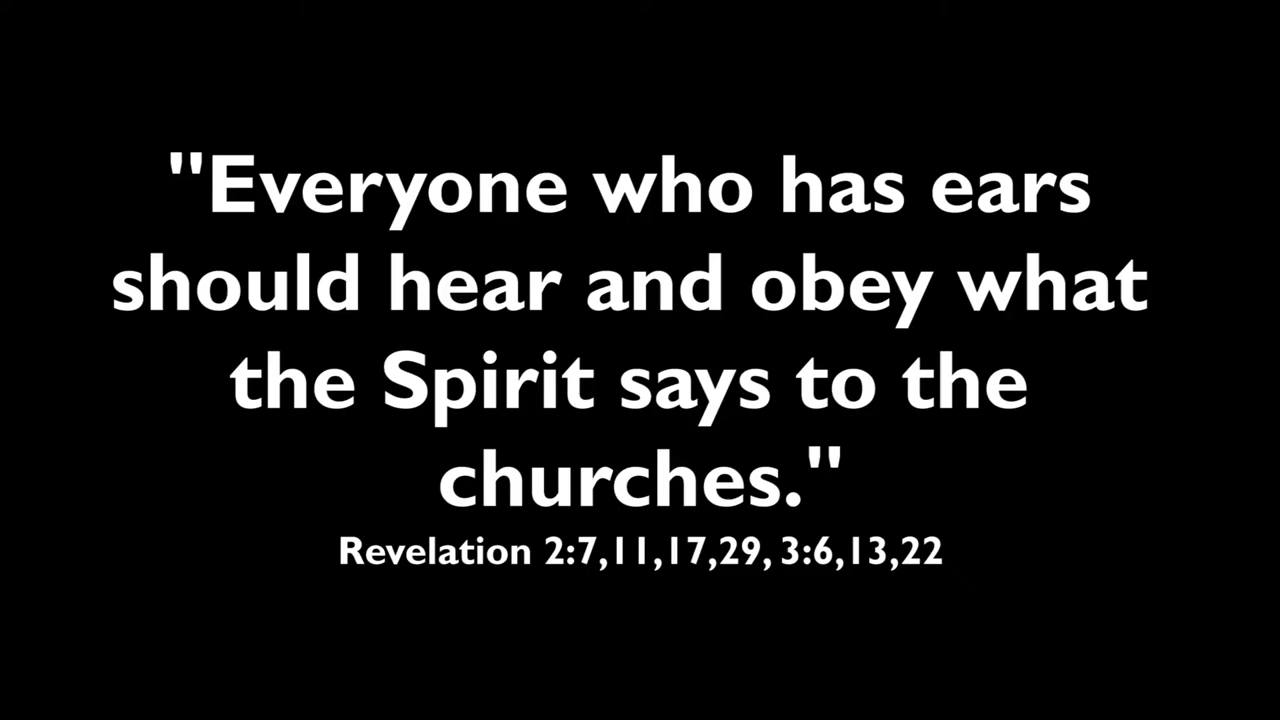 "Everyone who has ears
should hear and obey what
the Spirit says to the
churches."
Revelation 2:7,11,17,29, 3:6,13,22